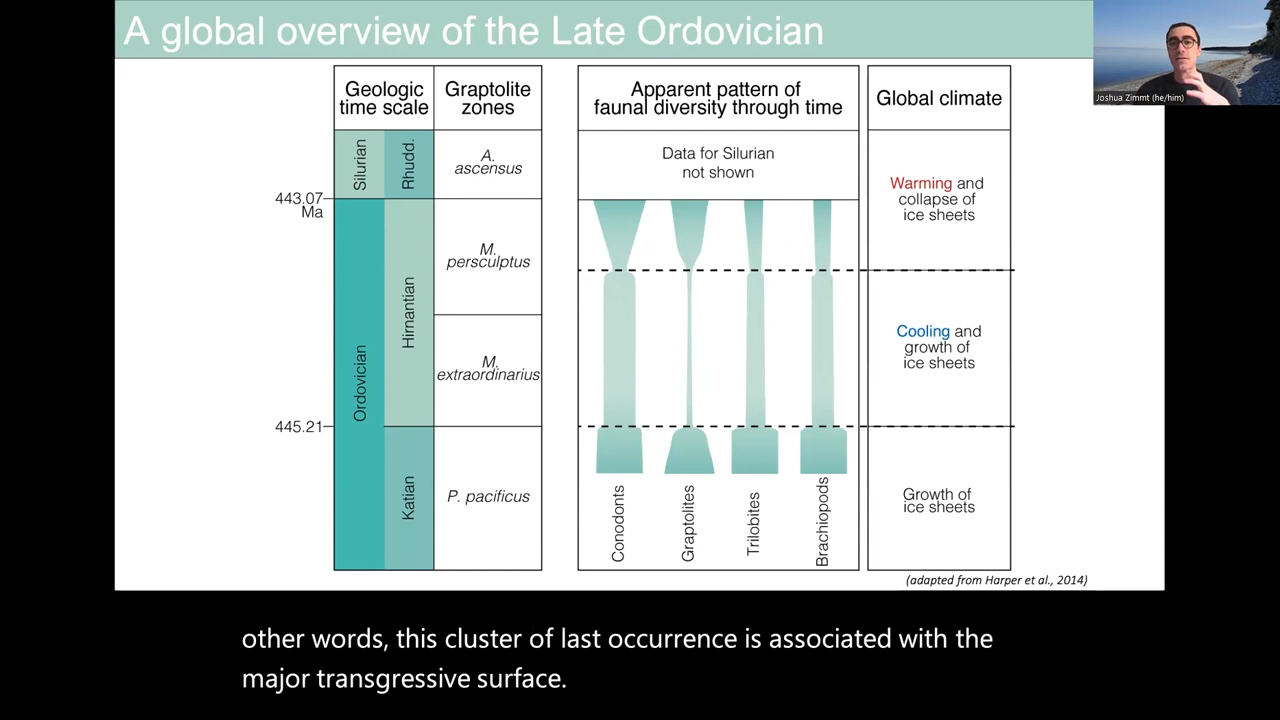 A global overview of the Late Ordovician
Joshua Zimmt (he/him)
Geologic
time scale
Graptolite
zones
Apparent pattern of
faunal diversity through time
Global climate
Silurian
Rhudd.
A.
ascensus
Data for Silurian
not shown
Warming and
collapse of
ice sheets
443.07
Ma
Ordovician
Hirnantian
M.
persculptus
M.
extraordinarius
Cooling and
growth of
ice sheets
445.21
Katian
P. pacificus
Conodonts
Graptolites
Trilobites
Brachiopods
Growth of
ice sheets
(adapted from Harper et al., 2014)
other words, this cluster of last occurrence is associated with the
major transgressive surface.